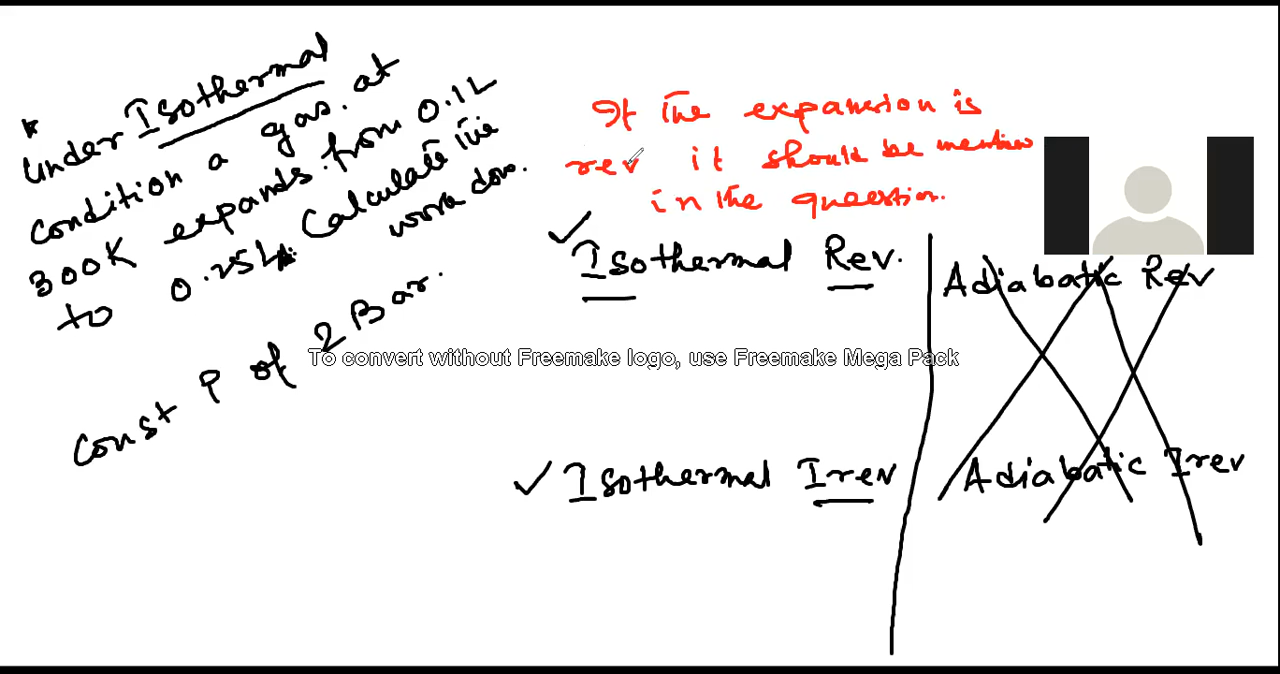 *
Under Isothermal
condition a gas. at
300K expands from 0.1L
to 0.25L. Calculate the
work done.
Const P of 2 Bar.
If the expansion is
rev it should be mention
in the question.
✓ Isothermal Rev.
Adiabatic Rev
To convert without Freemake logo, use Freemake Mega Pack
✓ Isothermal Irev
Adiabatic Irev